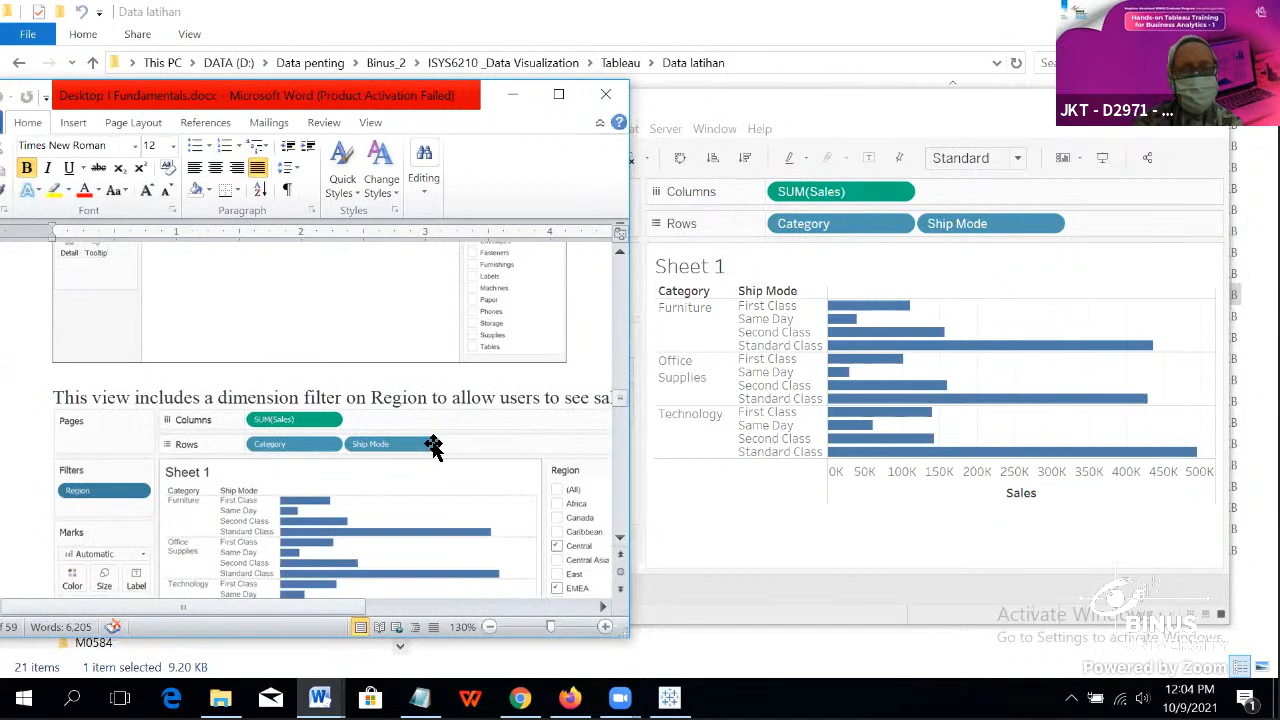 Data latihan
File Home Share View
This PC DATA (D:) Data penting Binus_2 ISYS6210 _Data Visualization Tableau Data latihan
Hands-on Tableau Training
for Business Analytics - 1
JKT - D2971 - ...
Desktop I Fundamentals.docx - Microsoft Word (Product Activation Failed)
Home Insert Page Layout References Mailings Review View
Times New Roman 12
Quick
Styles
Change
Styles
Editing
Font Paragraph Styles
1 2 3 4
Detail Tooltip
Fasteners
Furnishings
Labels
Machines
Paper
Phones
Storage
Supplies
Tables
This view includes a dimension filter on Region to allow users to see
Pages
Columns SUM(Sales)
Rows Category Ship Mode
Filters
Region
Marks
Automatic
Color Size Label
Sheet 1
Category Ship Mode
Furniture First Class
Same Day
Second Class
Standard Class
Office
Supplies
First Class
Same Day
Second Class
Standard Class
Technology First Class
Same Day
Region
(All)
Africa
Canada
Caribbean
Central
Central Asia
East
EMEA
of 59 Words: 6,205 130%
M0584
21 items 1 item selected 9.20 KB
Server Window Help
Standard
Columns SUM(Sales)
Rows Category Ship Mode
Sheet 1
Category Ship Mode
Furniture First Class
Same Day
Second Class
Standard Class
Office
Supplies
First Class
Same Day
Second Class
Standard Class
Technology First Class
Same Day
Second Class
Standard Class
0K 50K 100K 150K 200K 250K 300K 350K 400K 450K 500K
Sales
Activate Windows
Go to Settings to activate Windows.
BINUS
UNIVERSITY
Powered by Zoom
12:04 PM
10/9/2021
1